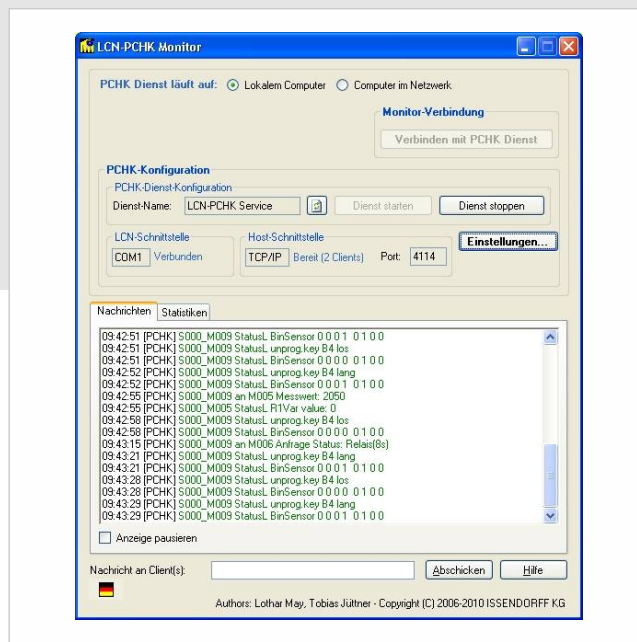 LCN-PCHK Monitor
PCHK Dienst läuft auf: Lokalem Computer Computer im Netzwerk
Monitor-Verbindung
Verbinden mit PCHK Dienst
PCHK-Konfiguration
PCHK-Dienst-Konfiguration
Dienst-Name: LCN-PCHK Service Dienst starten Dienst stoppen
LCN-Schnittstelle Host-Schnittstelle Einstellungen...
COM1 Verbunden TCP/IP Bereit (2 Clients) Port: 4114
Nachrichten Statistiken
09:42:51 [PCHK] S000_M009 StatusL BinSensor 0 0 0 1 0 1 0 0
09:42:51 [PCHK] S000_M009 StatusL unprog.key B4 los
09:42:51 [PCHK] S000_M009 StatusL BinSensor 0 0 0 0 0 1 0 0
09:42:52 [PCHK] S000_M009 StatusL unprog.key B4 lang
09:42:52 [PCHK] S000_M009 StatusL BinSensor 0 0 0 1 0 1 0 0
09:42:55 [PCHK] S000_M009 an M005 Messwert: 2050
09:42:55 [PCHK] S000_M005 StatusL R1Var value: 0
09:42:58 [PCHK] S000_M009 StatusL unprog.key B4 los
09:42:58 [PCHK] S000_M009 StatusL BinSensor 0 0 0 0 0 1 0 0
09:43:15 [PCHK] S000_M009 an M006 Anfrage Status: Relais(8s)
09:43:21 [PCHK] S000_M009 StatusL unprog.key B4 lang
09:43:21 [PCHK] S000_M009 StatusL BinSensor 0 0 0 1 0 1 0 0
09:43:28 [PCHK] S000_M009 StatusL unprog.key B4 los
09:43:28 [PCHK] S000_M009 StatusL BinSensor 0 0 0 0 0 1 0 0
09:43:29 [PCHK] S000_M009 StatusL unprog.key B4 lang
09:43:29 [PCHK] S000_M009 StatusL BinSensor 0 0 0 1 0 1 0 0
Anzeige pausieren
Nachricht an Client(s): Abschicken Hilfe
Authors: Lothar May, Tobias Jüttner - Copyright (C) 2006-2010 ISSENDORFF KG